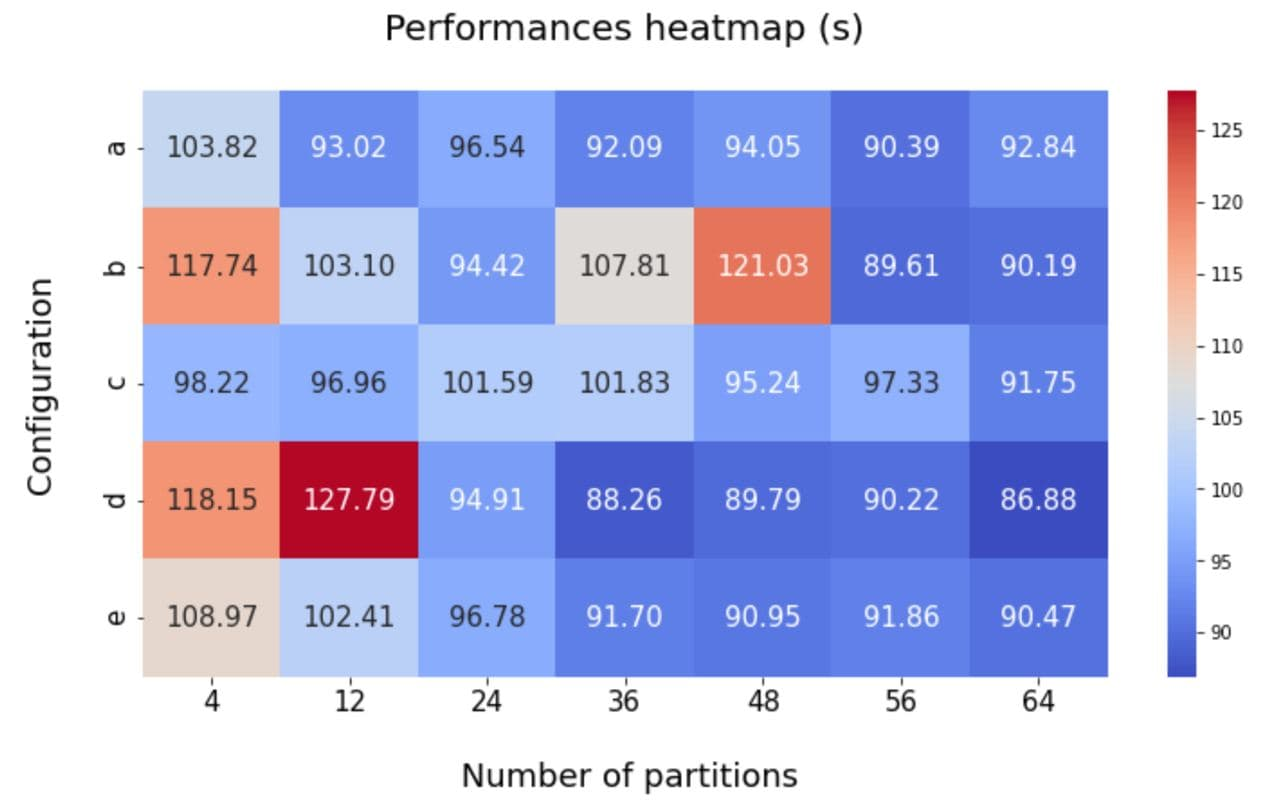 Performances heatmap (s)
a 103.82 93.02 96.54 92.09 94.05 90.39 92.84
b 117.74 103.10 94.42 107.81 121.03 89.61 90.19
c 98.22 96.96 101.59 101.83 95.24 97.33 91.75
d 118.15 127.79 94.91 88.26 89.79 90.22 86.88
e 108.97 102.41 96.78 91.70 90.95 91.86 90.47
4 12 24 36 48 56 64
Configuration
Number of partitions
125
120
115
110
105
100
95
90